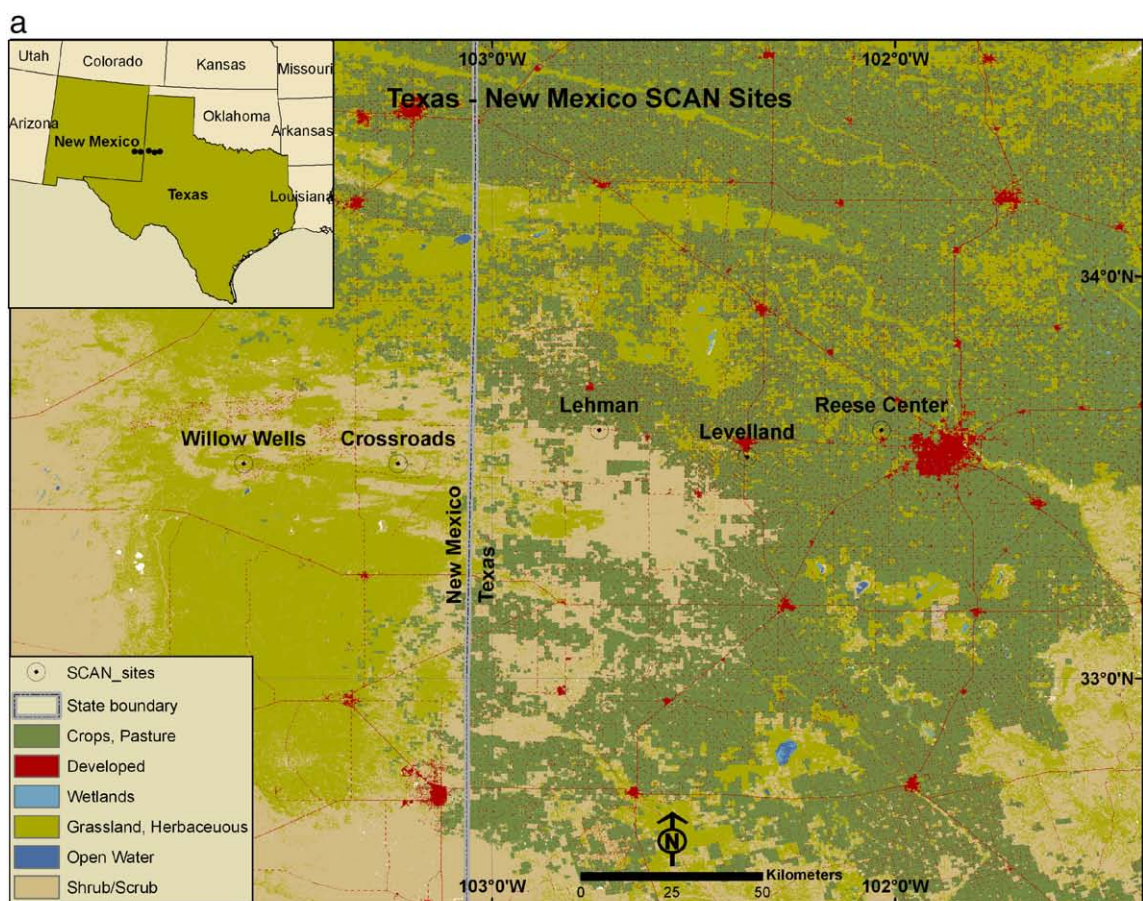 a
Utah
Colorado
Kansas
Missouri
Arizona
New Mexico
Oklahoma
Arkansas
Texas
Louisiana
103°0'W
102°0'W
Texas - New Mexico SCAN Sites
34°0'N
Lehman
Reese Center
Willow Wells
Crossroads
Levelland
New Mexico
Texas
33°0'N
SCAN_sites
State boundary
Crops, Pasture
Developed
Wetlands
Grassland, Herbaceuous
Open Water
Shrub/Scrub
N
103°0'W
102°0'W
Kilometers
0 25 50